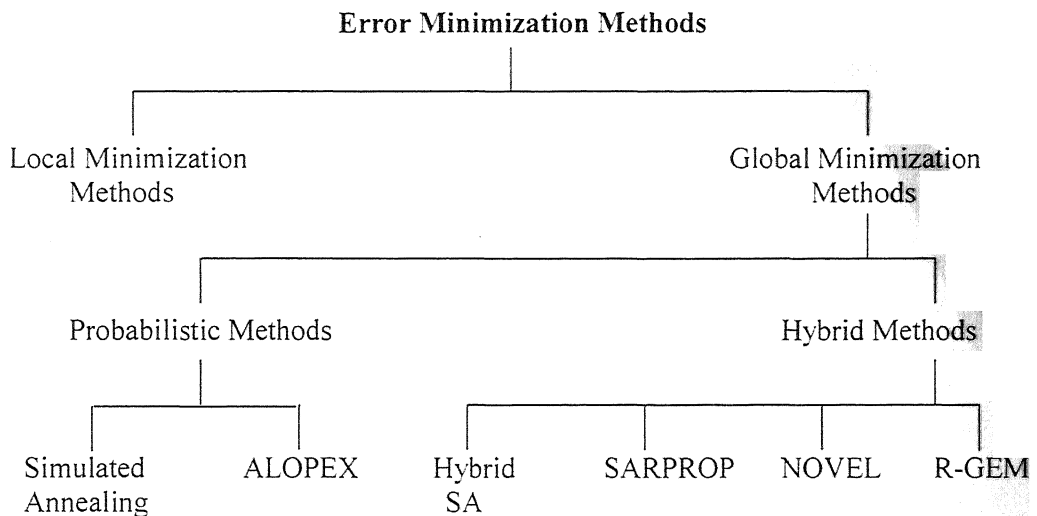 Error Minimization Methods
Local Minimization
Methods
Global Minimization
Methods
Probabilistic Methods
Hybrid Methods
Simulated
Annealing
ALOPEX
Hybrid
SA
SARPROP
NOVEL
R-GEM